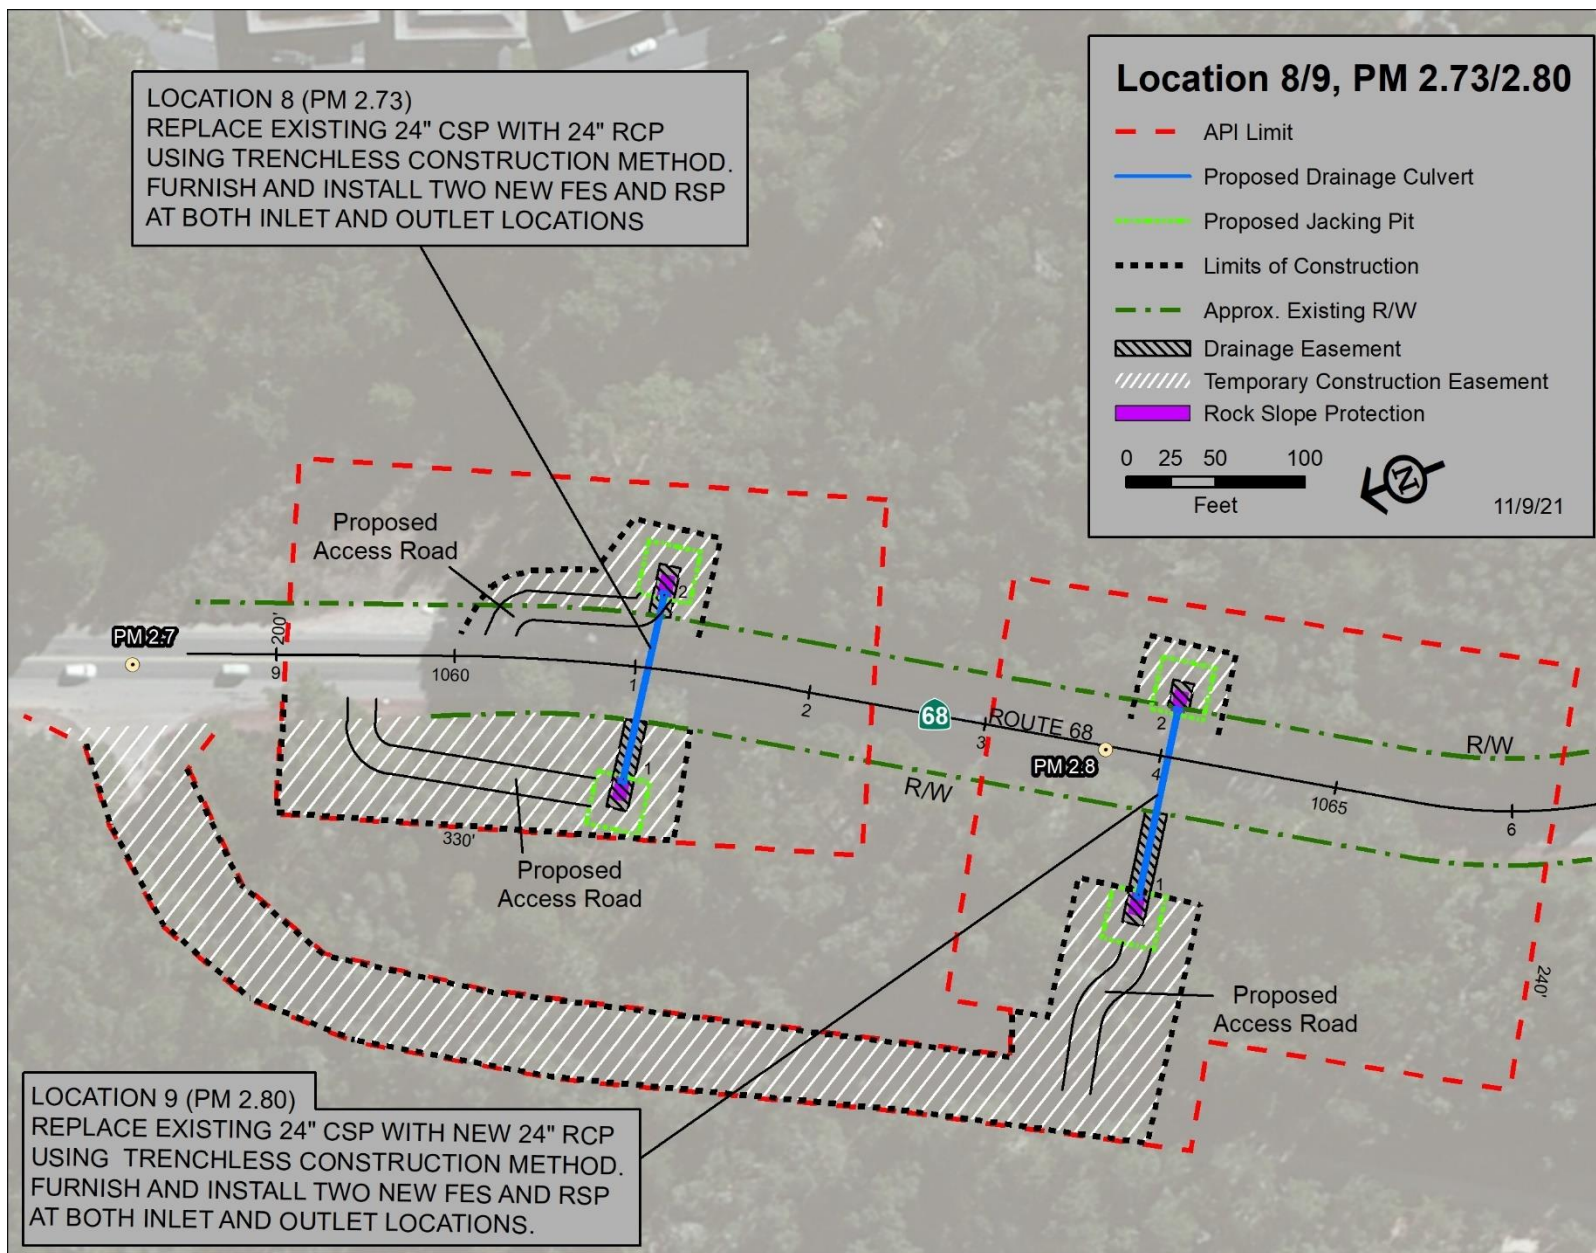 LOCATION 8 (PM 2.73)
REPLACE EXISTING 24" CSP WITH 24" RCP
USING TRENCHLESS CONSTRUCTION METHOD.
FURNISH AND INSTALL TWO NEW FES AND RSP
AT BOTH INLET AND OUTLET LOCATIONS
Location 8/9, PM 2.73/2.80
API Limit
Proposed Drainage Culvert
Proposed Jacking Pit
Limits of Construction
Approx. Existing R/W
Drainage Easement
Temporary Construction Easement
Rock Slope Protection
0 25 50 100
Feet
N
11/9/21
Proposed
Access Road
2
PM 2.7
200'
9
1060
1
2
68
3
ROUTE 68
PM 2.8
2
4
1065
6
R/W
R/W
1
330'
Proposed
Access Road
1
240'
Proposed
Access Road
LOCATION 9 (PM 2.80)
REPLACE EXISTING 24" CSP WITH NEW 24" RCP
USING TRENCHLESS CONSTRUCTION METHOD.
FURNISH AND INSTALL TWO NEW FES AND RSP
AT BOTH INLET AND OUTLET LOCATIONS.